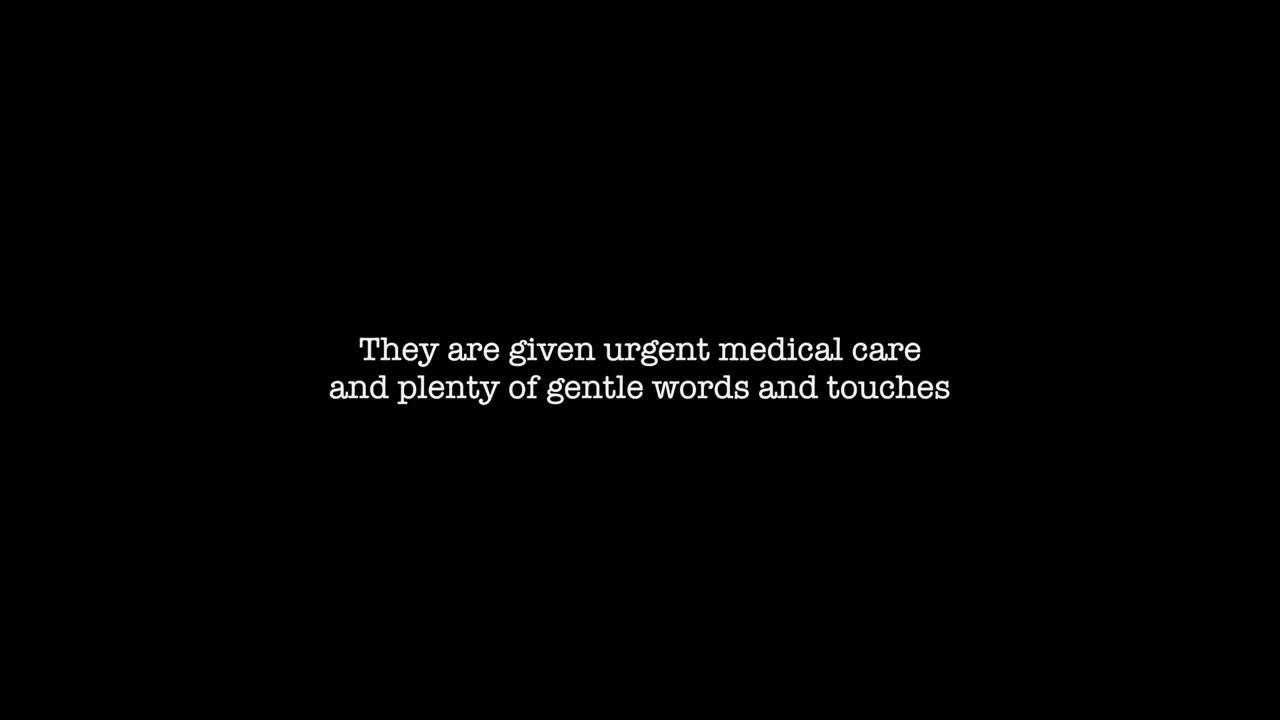 They are given urgent medical care
and plenty of gentle words and touches